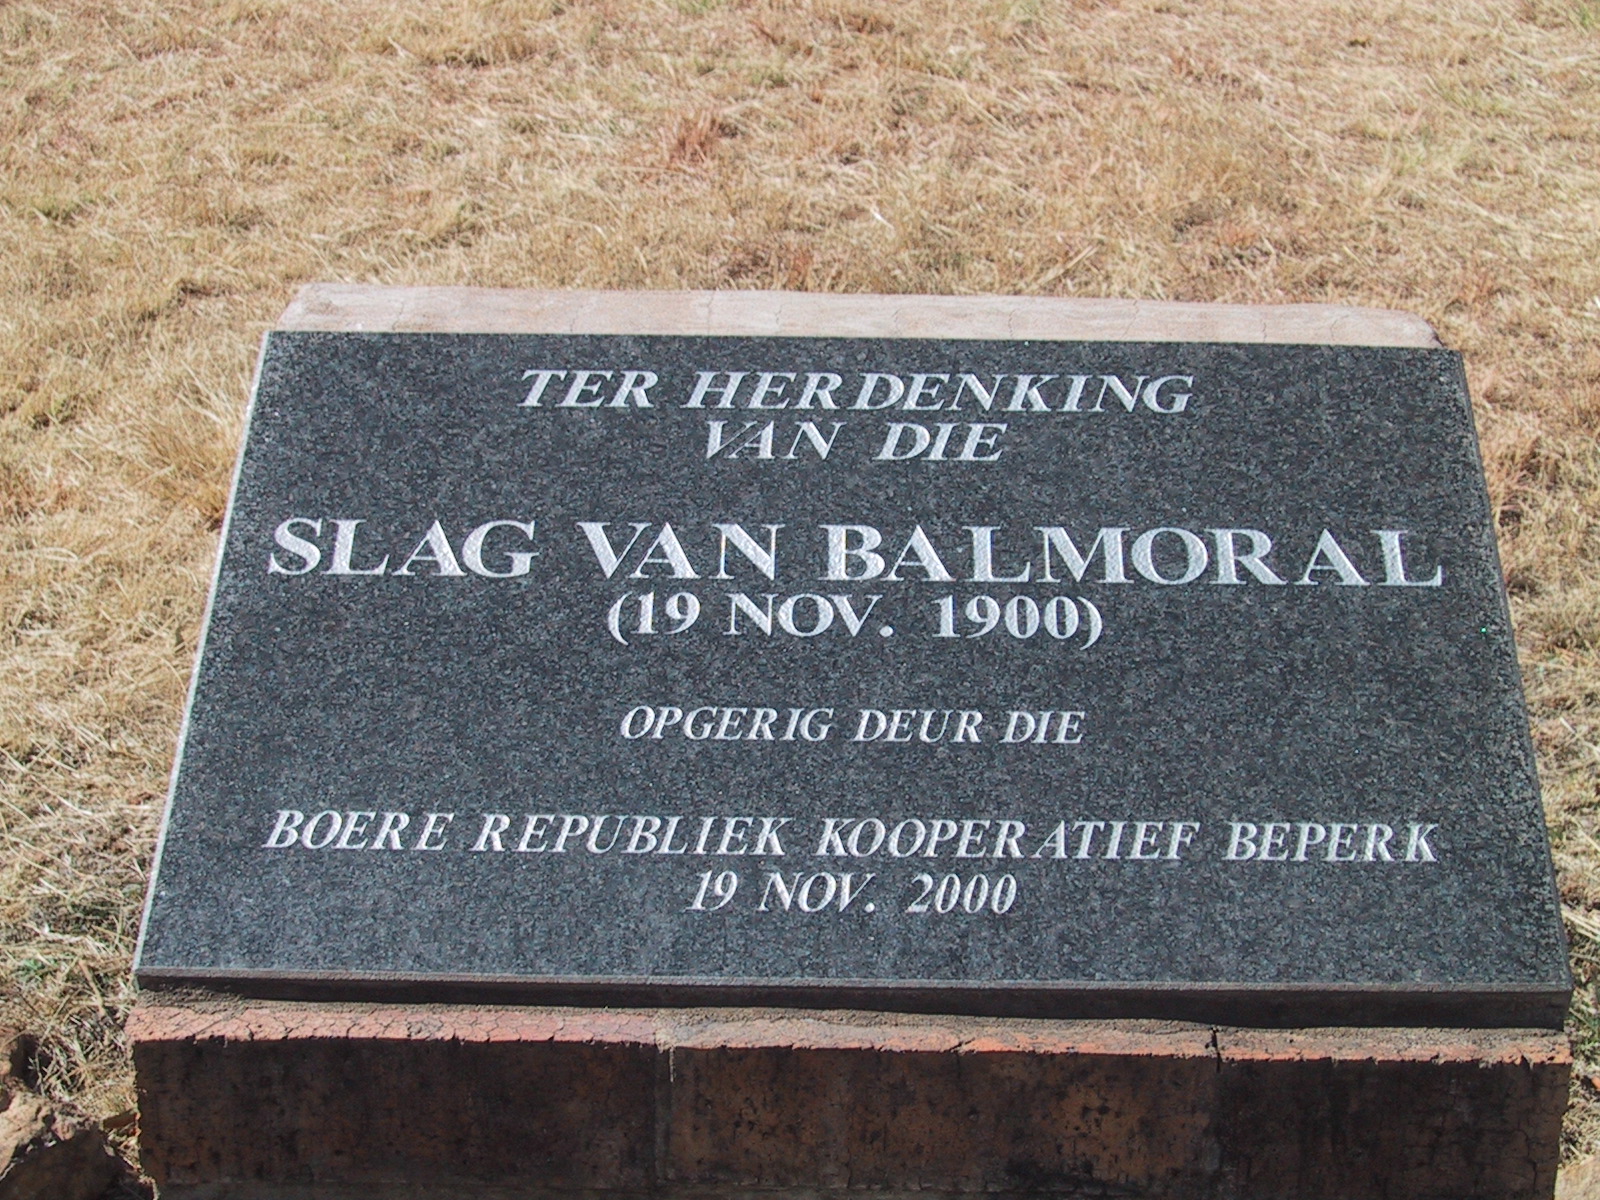 TER HERDENKING
VAN DIE
SLAG VAN BALMORAL
(19 NOV. 1900)
OPGERIG DEUR DIE
BOERE REPUBLIEK KOOPERATIEF BEPERK
19 NOV. 2000